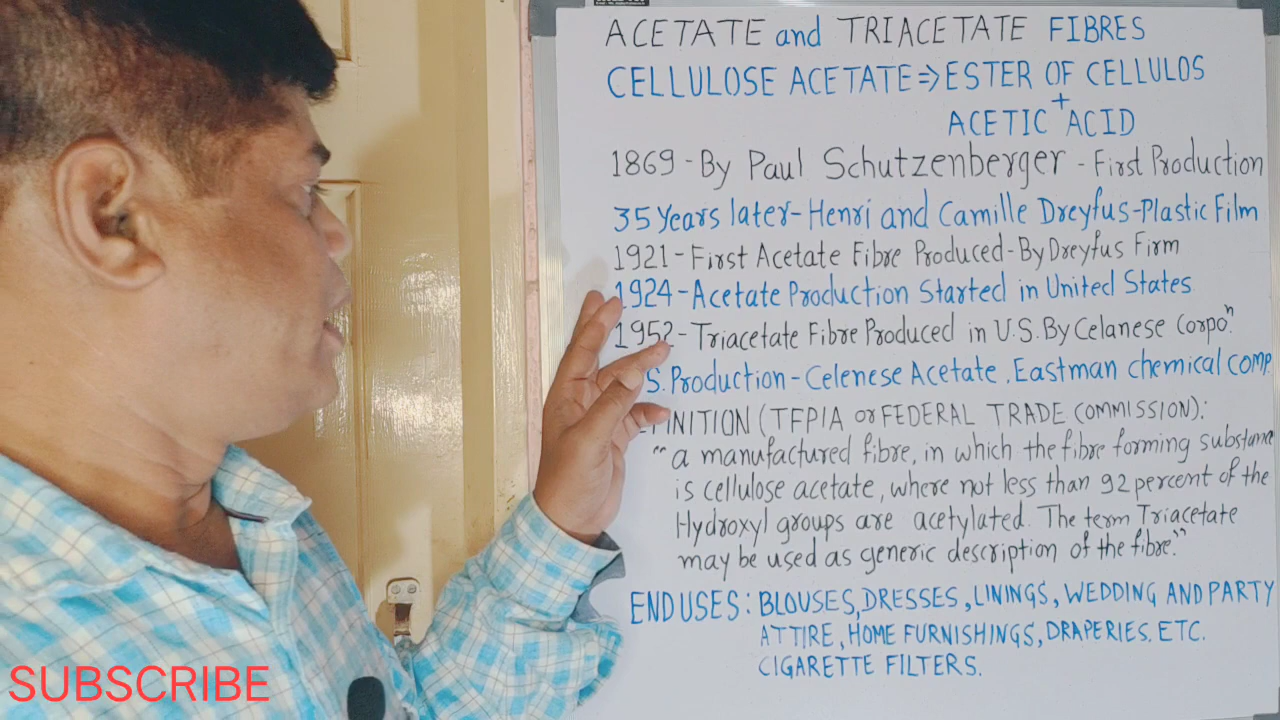 ACETATE and TRIACETATE FIBRES
CELLULOSE ACETATE ⇒ ESTER OF CELLULOS
+
ACETIC ACID
1869 - By Paul Schutzenberger - First Production
35 Years later - Henri and Camille Dreyfus - Plastic Film
1921 - First Acetate Fibre Produced - By Dreyfus Firm
1924 - Acetate Production Started in United States
1952 - Triacetate Fibre Produced in U.S. By Celanese Corpoⁿ.
S. Production - Celenese Acetate, Eastman chemical comp.
FINITION (TFPIA or FEDERAL TRADE COMMISSION):
"a manufactured fibre, in which the fibre forming substance
is cellulose acetate, where not less than 92 percent of the
Hydroxyl groups are acetylated. The term Triacetate
may be used as generic description of the fibre."
END USES: BLOUSES, DRESSES, LININGS, WEDDING AND PARTY
ATTIRE, HOME FURNISHINGS, DRAPERIES. ETC.
CIGARETTE FILTERS.
SUBSCRIBE